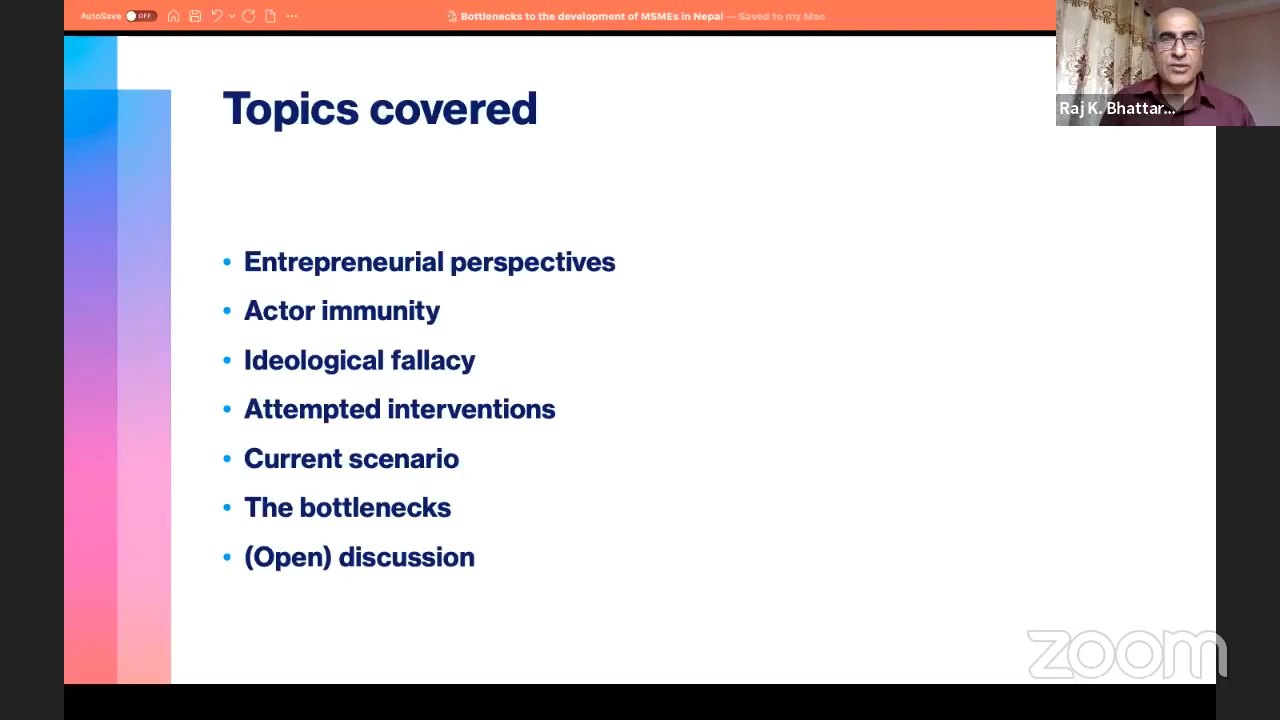 AutoSave OFF
Bottlenecks to the development of MSMEs in Nepal — Saved to my Mac
Raj K. Bhattar...
Topics covered
• Entrepreneurial perspectives
• Actor immunity
• Ideological fallacy
• Attempted interventions
• Current scenario
• The bottlenecks
• (Open) discussion
zoom